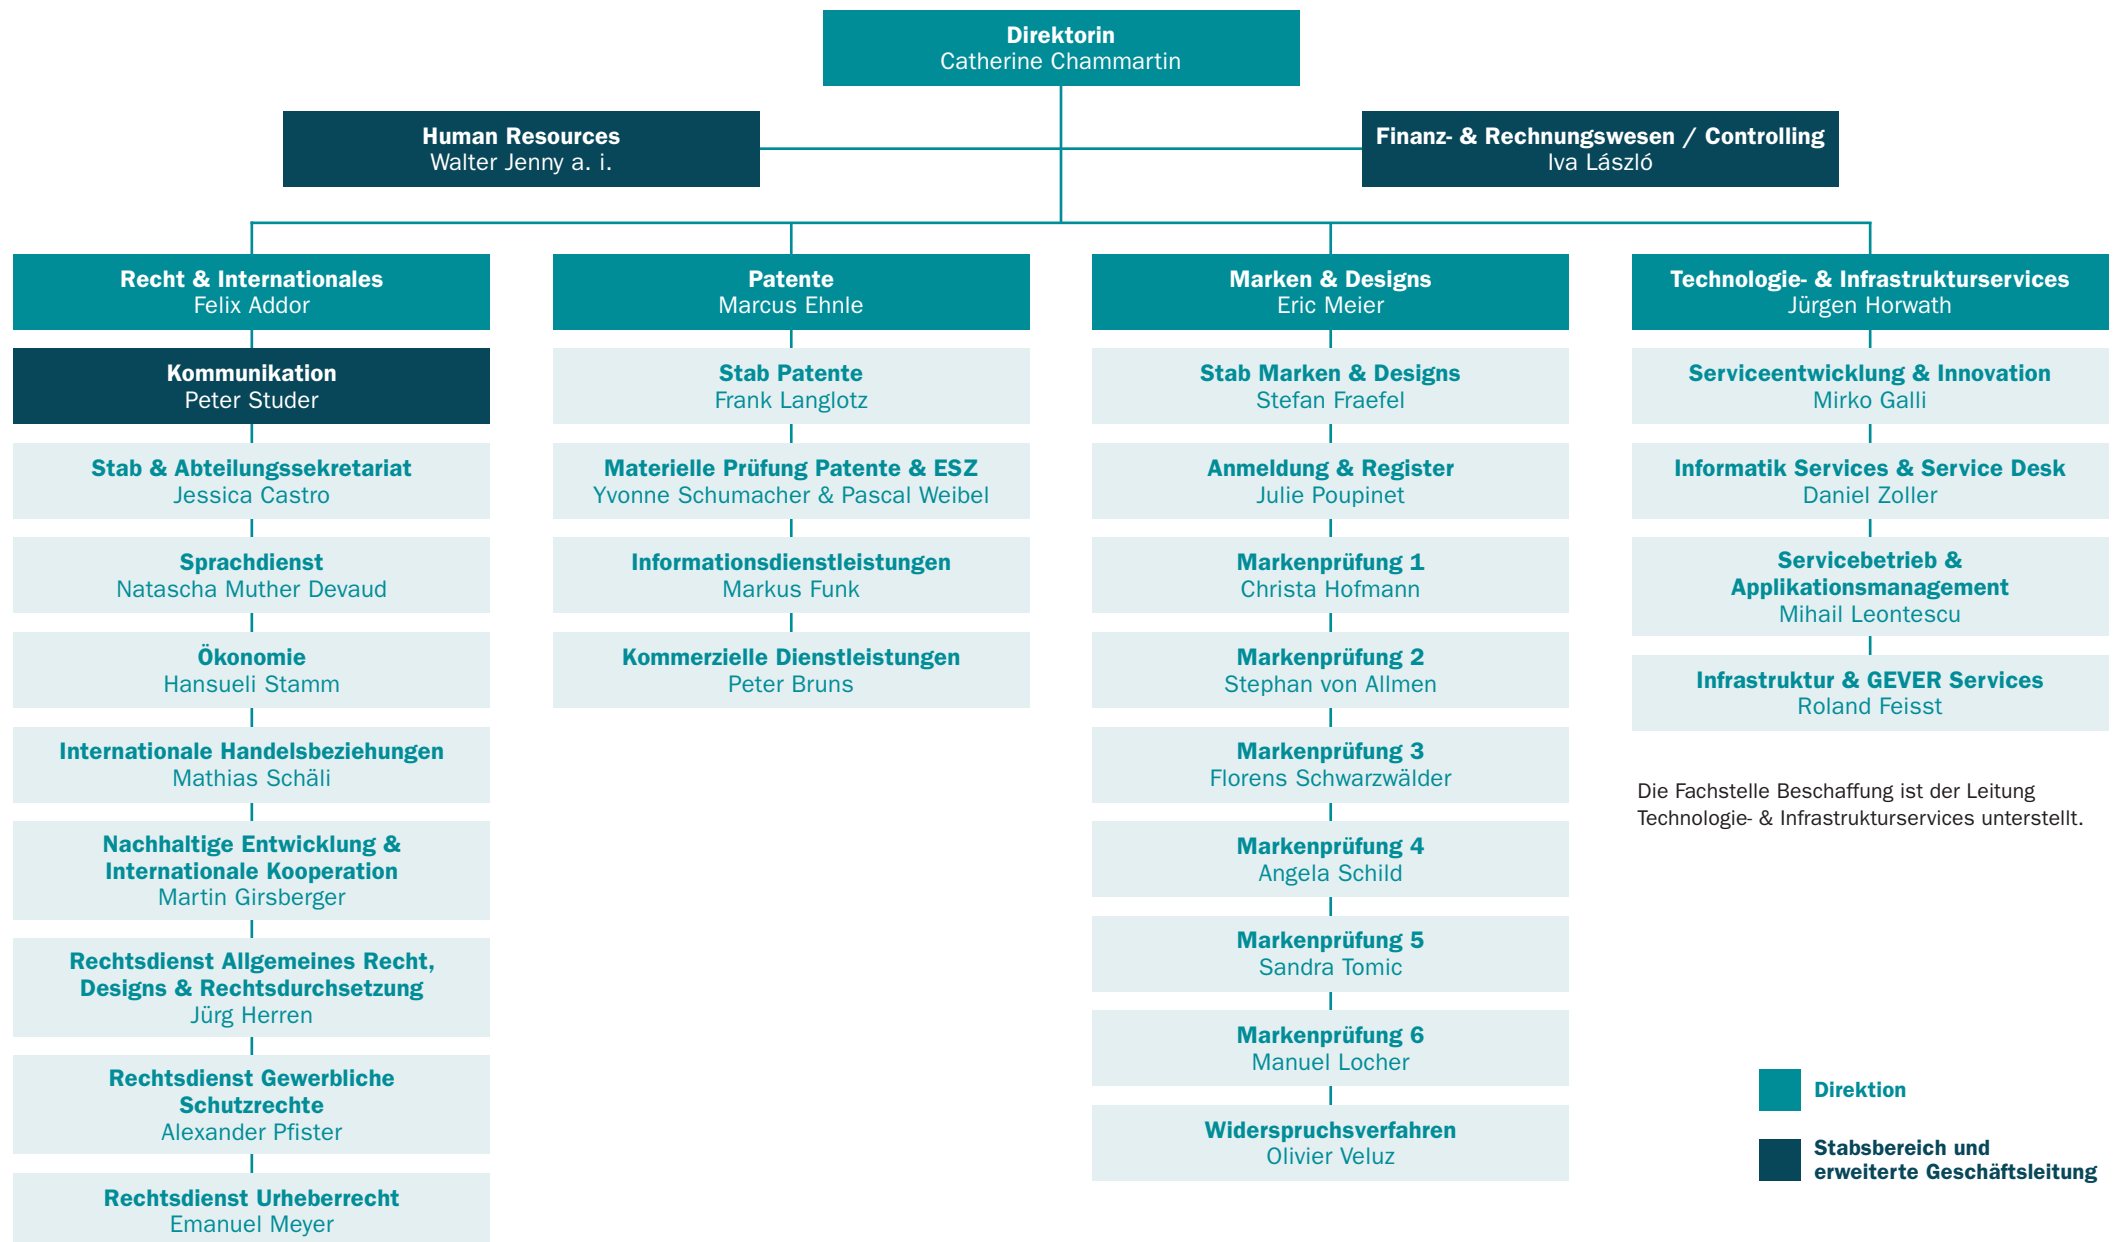 Direktorin
Catherine Chammartin
Human Resources
Walter Jenny a. i.
Finanz- & Rechnungswesen / Controlling
Iva László
Recht & Internationales
Felix Addor
Kommunikation
Peter Studer
Stab & Abteilungssekretariat
Jessica Castro
Sprachdienst
Natascha Muther Devaud
Ökonomie
Hansueli Stamm
Internationale Handelsbeziehungen
Mathias Schäli
Nachhaltige Entwicklung &
Internationale Kooperation
Martin Girsberger
Rechtsdienst Allgemeines Recht,
Designs & Rechtsdurchsetzung
Jürg Herren
Rechtsdienst Gewerbliche
Schutzrechte
Alexander Pfister
Rechtsdienst Urheberrecht
Emanuel Meyer
Patente
Marcus Ehnle
Stab Patente
Frank Langlotz
Materielle Prüfung Patente & ESZ
Yvonne Schumacher & Pascal Weibel
Informationsdienstleistungen
Markus Funk
Kommerzielle Dienstleistungen
Peter Bruns
Marken & Designs
Eric Meier
Stab Marken & Designs
Stefan Fraefel
Anmeldung & Register
Julie Poupinet
Markenprüfung 1
Christa Hofmann
Markenprüfung 2
Stephan von Allmen
Markenprüfung 3
Florens Schwarzwälder
Markenprüfung 4
Angela Schild
Markenprüfung 5
Sandra Tomic
Markenprüfung 6
Manuel Locher
Widerspruchsverfahren
Olivier Veluz
Technologie- & Infrastrukturservices
Jürgen Horwath
Serviceentwicklung & Innovation
Mirko Galli
Informatik Services & Service Desk
Daniel Zoller
Servicebetrieb &
Applikationsmanagement
Mihail Leontescu
Infrastruktur & GEVER Services
Roland Feisst
Die Fachstelle Beschaffung ist der Leitung
Technologie- & Infrastrukturservices unterstellt.
Direktion
Stabsbereich und
erweiterte Geschäftsleitung